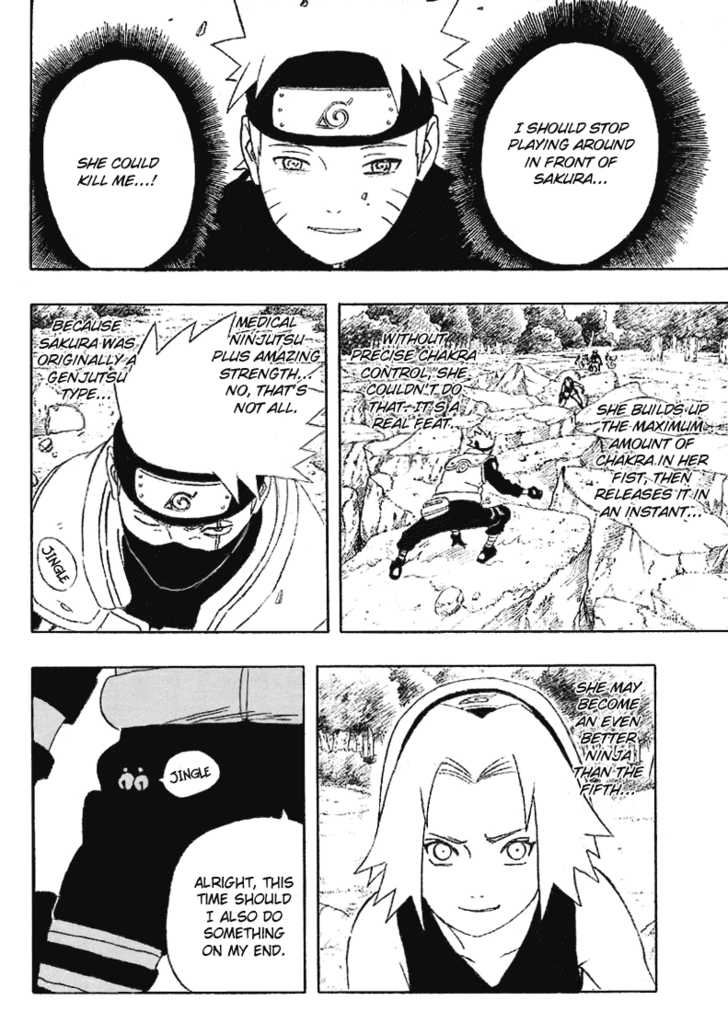 I SHOULD STOP
PLAYING AROUND
IN FRONT OF
SAKURA...
SHE COULD
KILL ME...!
WITHOUT
PRECISE CHAKRA
CONTROL, SHE
COULDN'T DO
THAT. IT'S A
REAL FEAT.
SHE BUILDS UP
THE MAXIMUM
AMOUNT OF
CHAKRA IN HER
FIST, THEN
RELEASES IT IN
AN INSTANT...
MEDICAL
NINJUTSU
PLUS AMAZING
STRENGTH...
NO, THAT'S
NOT ALL.
BECAUSE
SAKURA WAS
ORIGINALLY A
GENJUTSU
TYPE...
JINGLE
SHE MAY
BECOME
AN EVEN
BETTER
NINJA
THAN THE
FIFTH...
JINGLE
ALRIGHT, THIS
TIME SHOULD
I ALSO DO
SOMETHING
ON MY END.